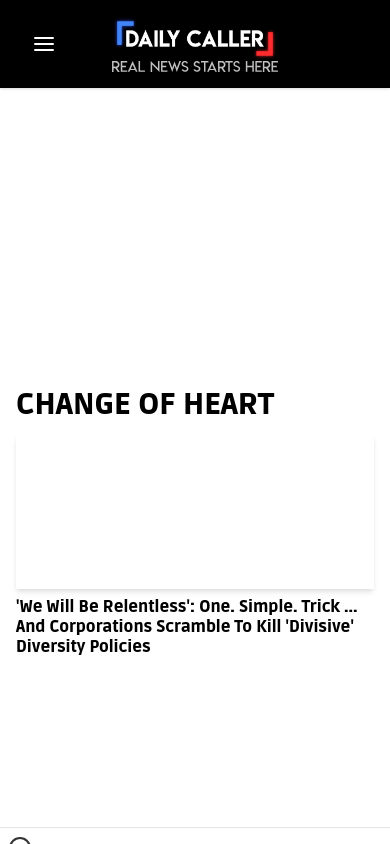 DAILY CALLER
REAL NEWS STARTS HERE
CHANGE OF HEART
'We Will Be Relentless': One. Simple. Trick ...
And Corporations Scramble To Kill 'Divisive'
Diversity Policies